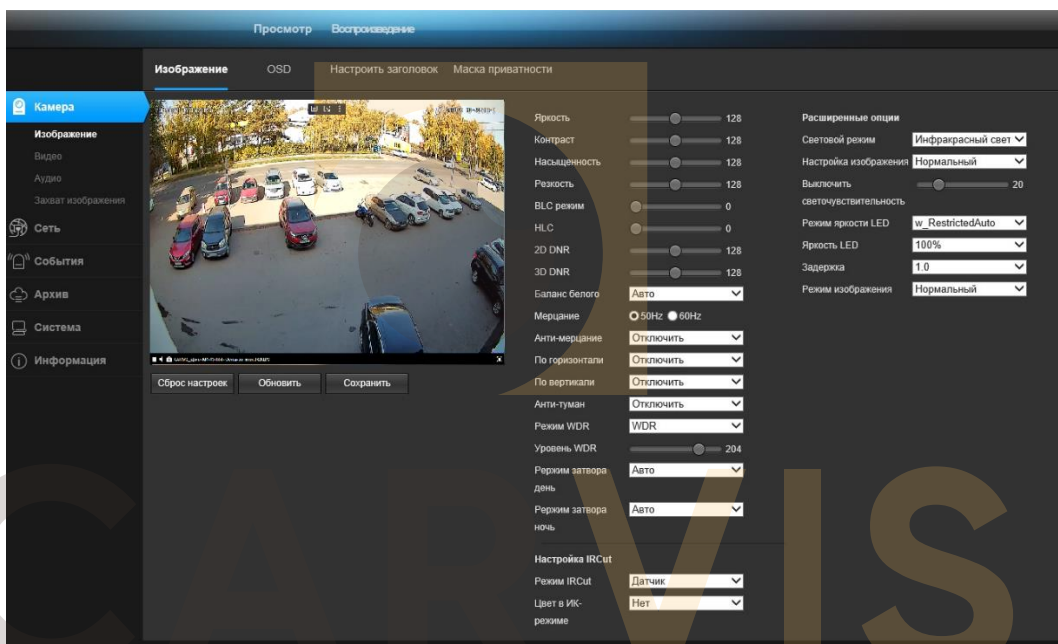 Просмотр Воспроизведение
Изображение OSD Настроить заголовок Маска приватности
Камера
Изображение
Видео
Аудио
Захват изображения
Сеть
События
Архив
Система
Информация
Сброс настроек Обновить Сохранить
Яркость 128
Контраст 128
Насыщенность 128
Резкость 128
BLC режим 0
HLC 0
2D DNR 128
3D DNR 128
Баланс белого Авто
Мерцание 50Hz 60Hz
Анти-мерцание Отключить
По горизонтали Отключить
По вертикали Отключить
Анти-туман Отключить
Режим WDR WDR
Уровень WDR 204
Рержим затвора Авто
день
Рержим затвора Авто
ночь
Настройка IRCut
Режим IRCut Датчик
Цвет в ИК- Нет
режиме
Расширенные опции
Световой режим Инфракрасный свет
Настройка изображения Нормальный
Выключить 20
светочувствительность
Режим яркости LED w_RestrictedAuto
Яркость LED 100%
Задержка 1.0
Режим изображения Нормальный
CARVIS